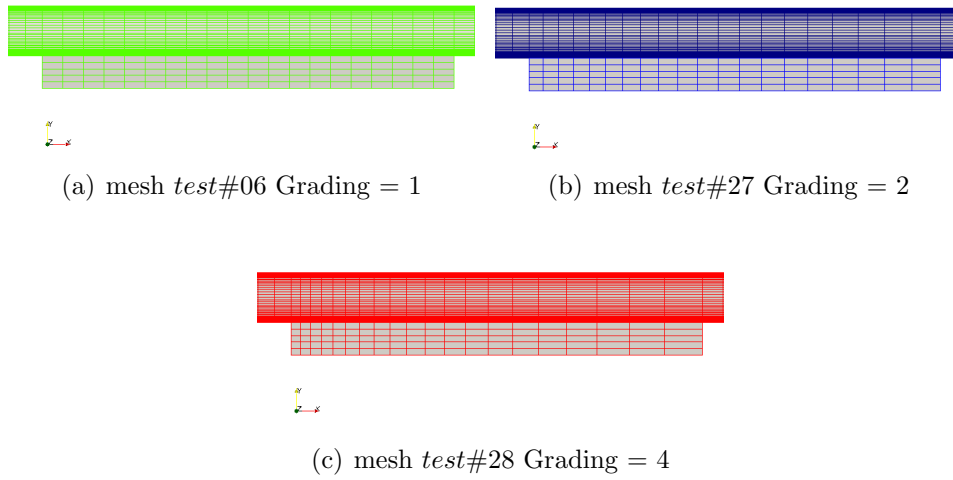 Y
Z
X
Y
Z
X
(a) mesh test#06 Grading = 1
(b) mesh test#27 Grading = 2
Y
Z
X
(c) mesh test#28 Grading = 4